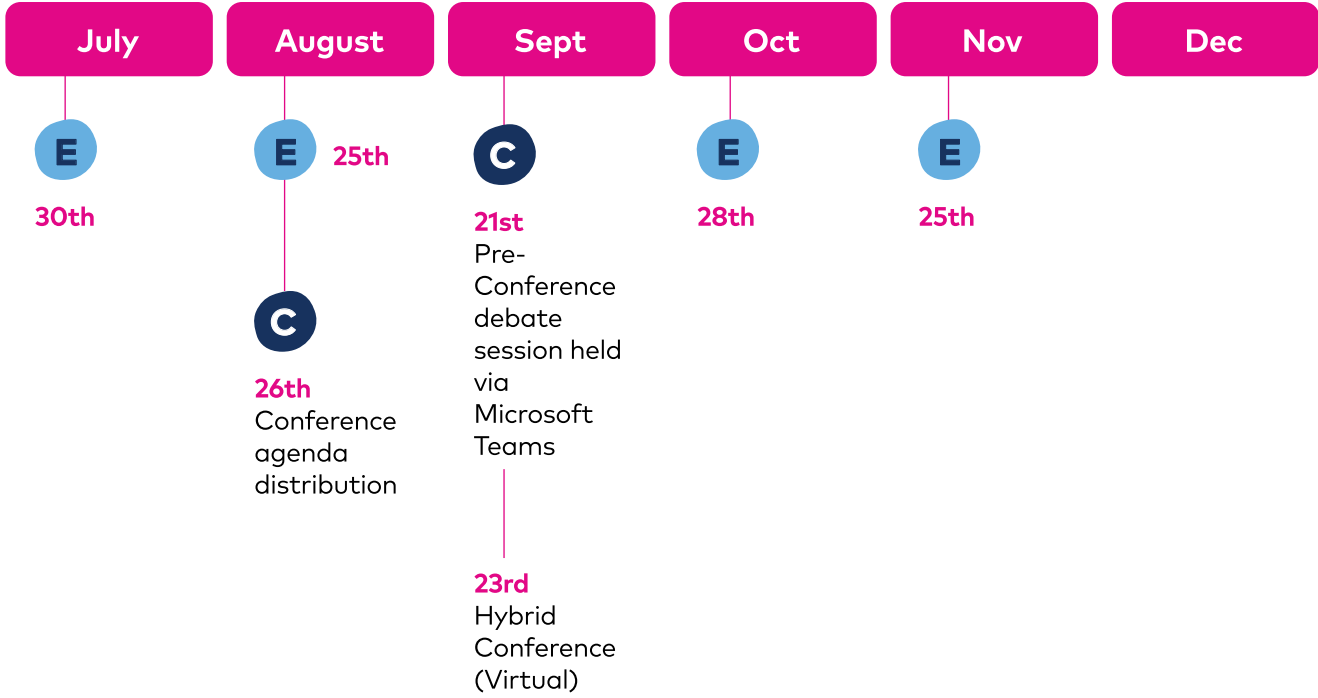 July
August
Sept
Oct
Nov
Dec
E
30th
E
25th
C
26th
Conference
agenda
distribution
C
21st
Pre-
Conference
debate
session held
via
Microsoft
Teams
23rd
Hybrid
Conference
(Virtual)
E
28th
E
25th